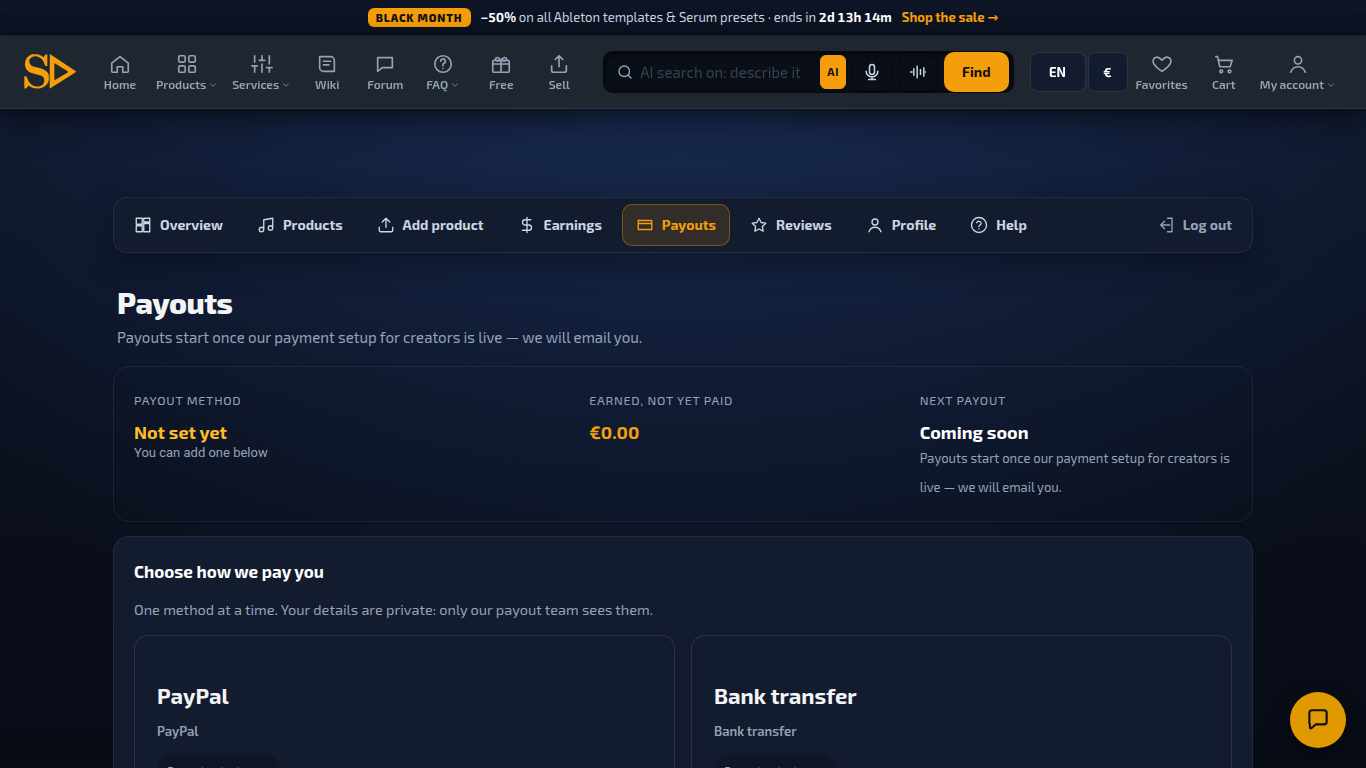 BLACK MONTH −50% on all Ableton templates & Serum presets · ends in 2d 13h 14m Shop the sale →
Home Products Services Wiki Forum FAQ Free Sell
AI search on: describe it AI Find EN € Favorites Cart My account
Overview Products Add product Earnings Payouts Reviews Profile Help Log out
Payouts
Payouts start once our payment setup for creators is live — we will email you.
PAYOUT METHOD
Not set yet
You can add one below
EARNED, NOT YET PAID
€0.00
NEXT PAYOUT
Coming soon
Payouts start once our payment setup for creators is
live — we will email you.
Choose how we pay you
One method at a time. Your details are private: only our payout team sees them.
PayPal
PayPal
Bank transfer
Bank transfer